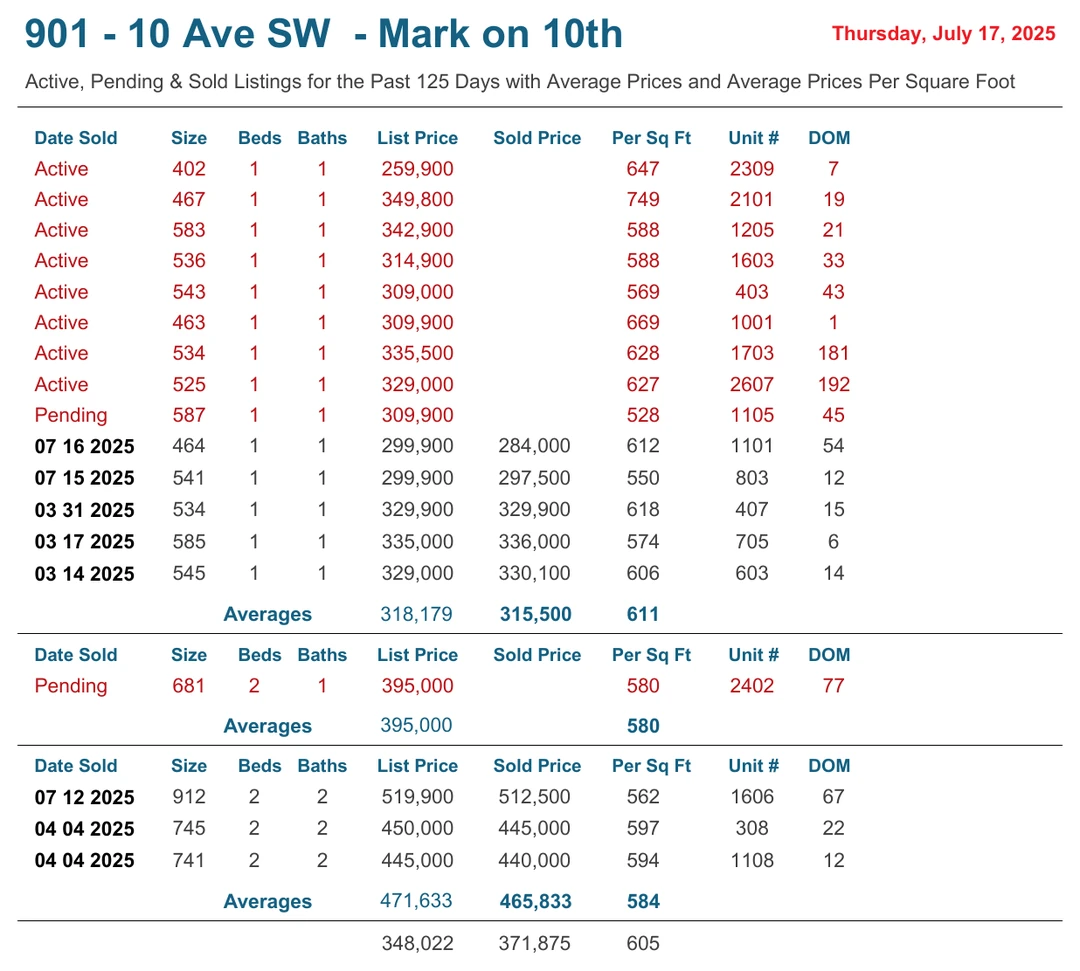 901 - 10 Ave SW - Mark on 10th Thursday, July 17, 2025
Active, Pending & Sold Listings for the Past 125 Days with Average Prices and Average Prices Per Square Foot
Date Sold Size Beds Baths List Price Sold Price Per Sq Ft Unit # DOM
Active 402 1 1 259,900 647 2309 7
Active 467 1 1 349,800 749 2101 19
Active 583 1 1 342,900 588 1205 21
Active 536 1 1 314,900 588 1603 33
Active 543 1 1 309,000 569 403 43
Active 463 1 1 309,900 669 1001 1
Active 534 1 1 335,500 628 1703 181
Active 525 1 1 329,000 627 2607 192
Pending 587 1 1 309,900 528 1105 45
07 16 2025 464 1 1 299,900 284,000 612 1101 54
07 15 2025 541 1 1 299,900 297,500 550 803 12
03 31 2025 534 1 1 329,900 329,900 618 407 15
03 17 2025 585 1 1 335,000 336,000 574 705 6
03 14 2025 545 1 1 329,000 330,100 606 603 14
Averages 318,179 315,500 611
Date Sold Size Beds Baths List Price Sold Price Per Sq Ft Unit # DOM
Pending 681 2 1 395,000 580 2402 77
Averages 395,000 580
Date Sold Size Beds Baths List Price Sold Price Per Sq Ft Unit # DOM
07 12 2025 912 2 2 519,900 512,500 562 1606 67
04 04 2025 745 2 2 450,000 445,000 597 308 22
04 04 2025 741 2 2 445,000 440,000 594 1108 12
Averages 471,633 465,833 584
348,022 371,875 605